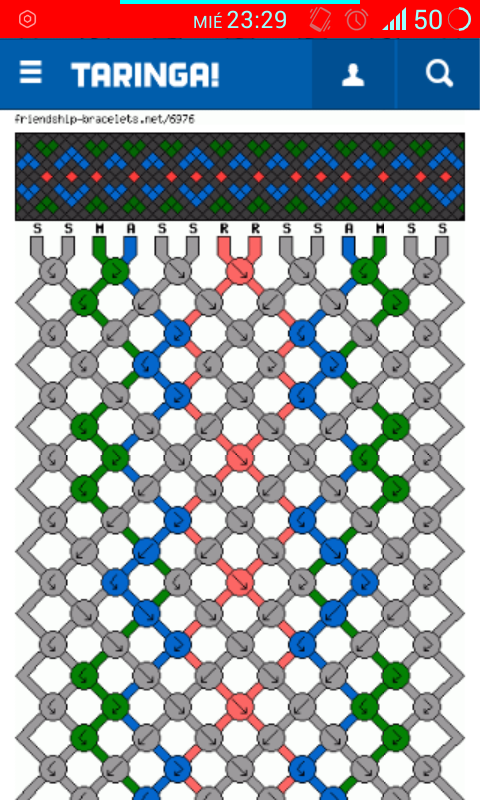 MIÉ 23:29 50
TARINGA!
friendship-bracelets.net/6976
S S M A S S R R S S A M S S